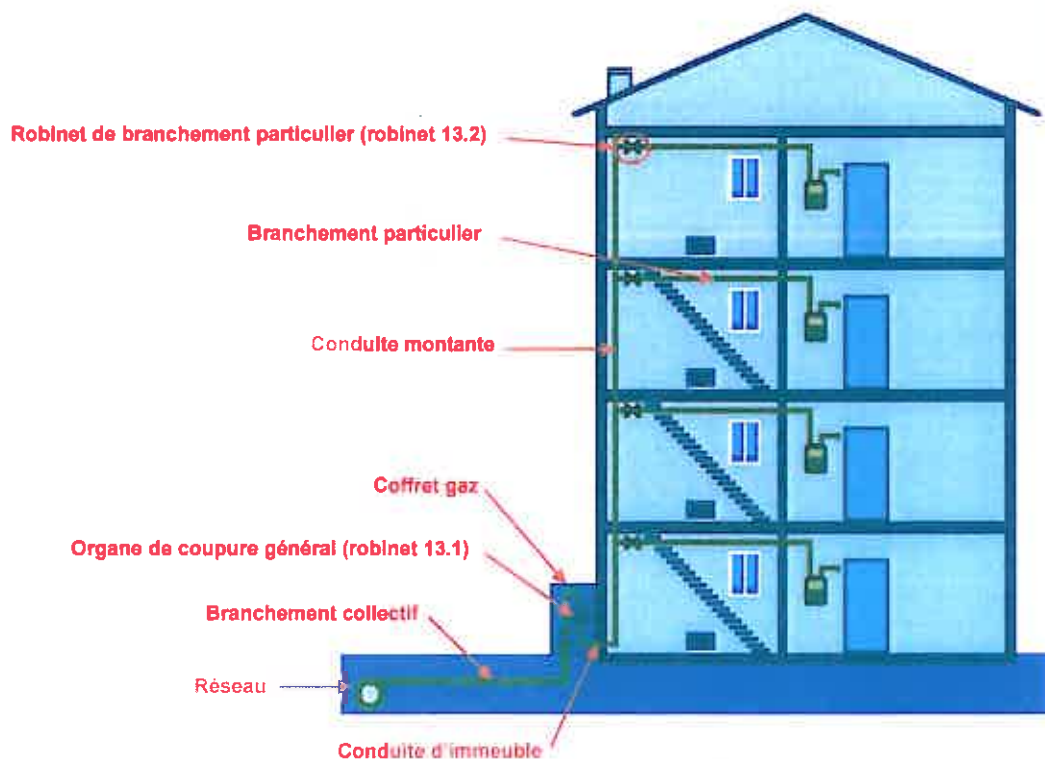 Robinet de branchement particulier (robinet 13.2)
Branchement particulier
Conduite montante
Coffret gaz
Organe de coupure général (robinet 13.1)
Branchement collectif
Réseau
Conduite d'immeuble